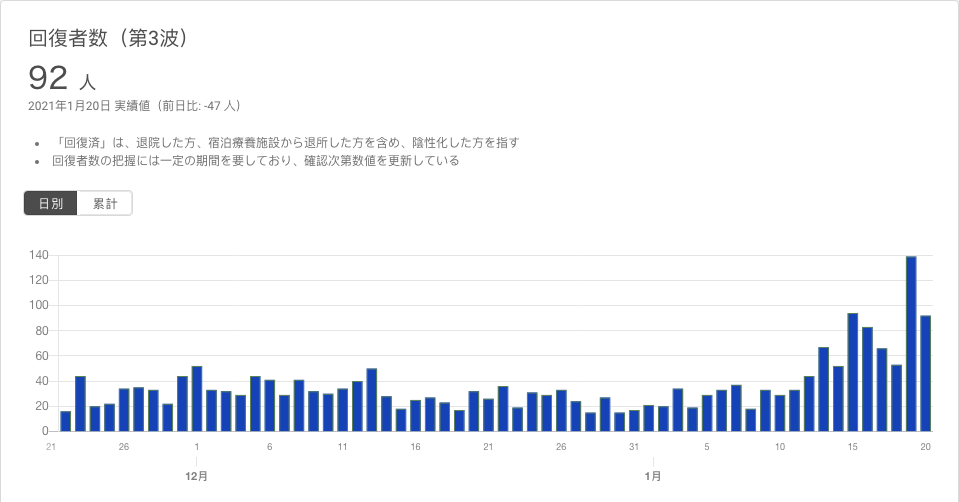 回復者数（第3波）
92 人
2021年1月20日 実績値（前日比: -47 人）
• 「回復済」は、退院した方、宿泊療養施設から退所した方を含め、陰性化した方を指す
• 回復者数の把握には一定の期間を要しており、確認次第数値を更新している
日別 累計
140
120
100
80
60
40
20
0
21 26 1 6 11 16 21 26 31 5 10 15 20
12月 1月